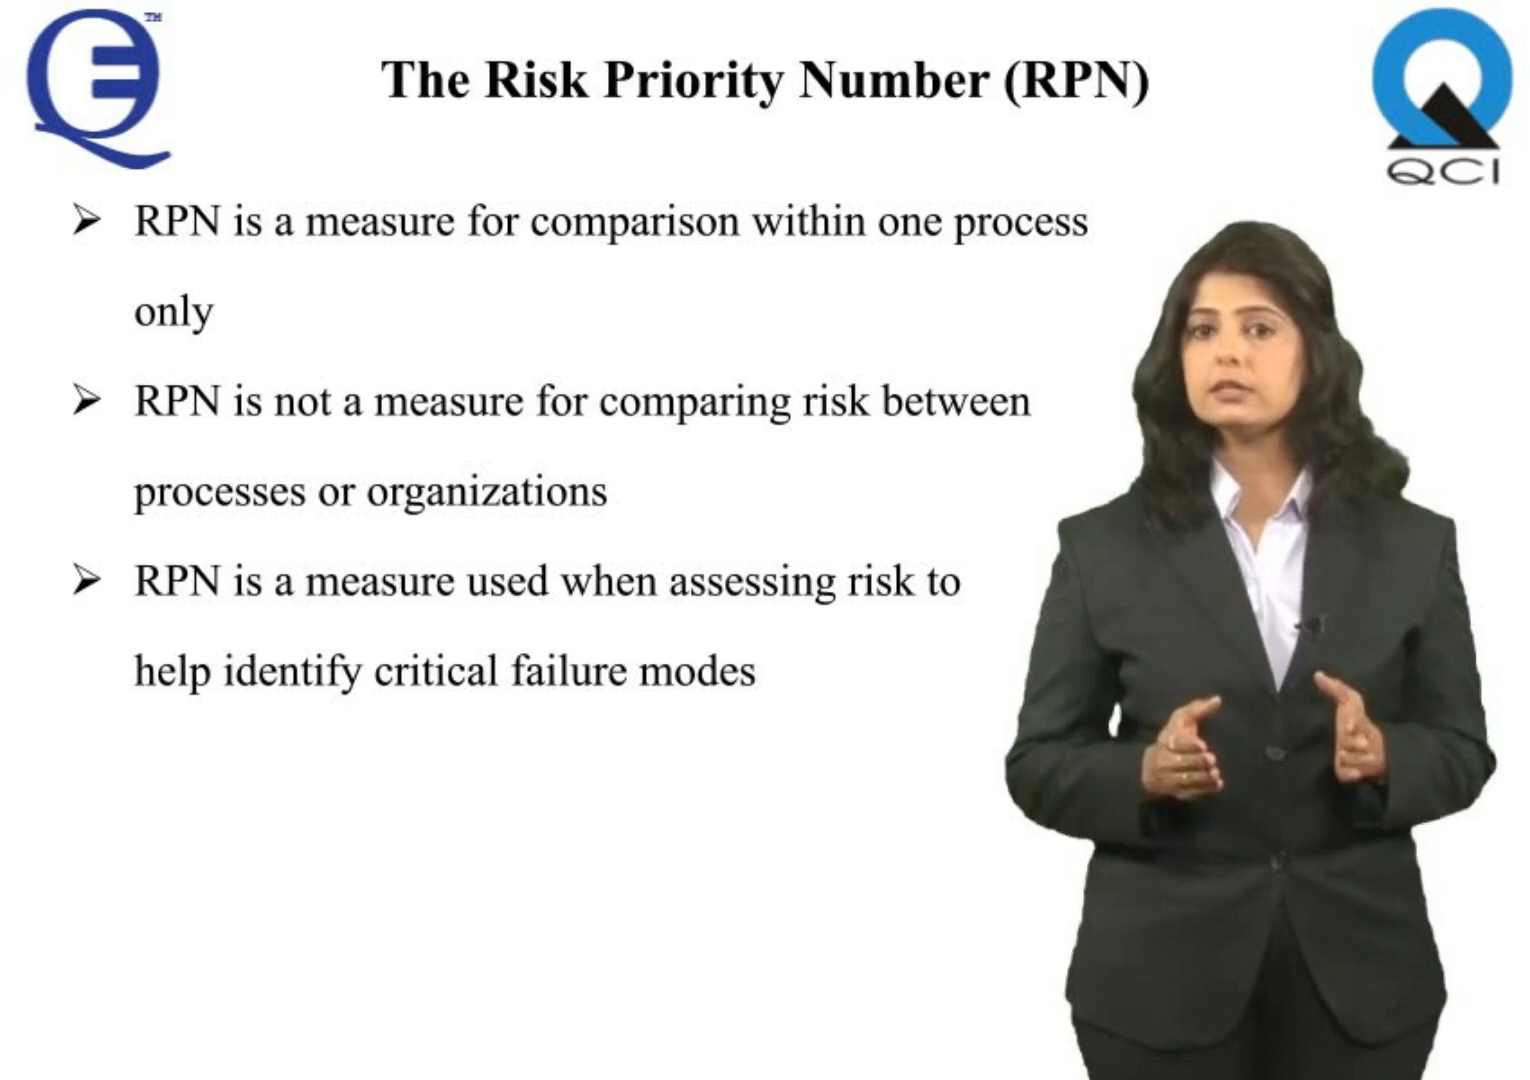 TM
The Risk Priority Number (RPN)
QCI
➢ RPN is a measure for comparison within one process
only
➢ RPN is not a measure for comparing risk between
processes or organizations
➢ RPN is a measure used when assessing risk to
help identify critical failure modes